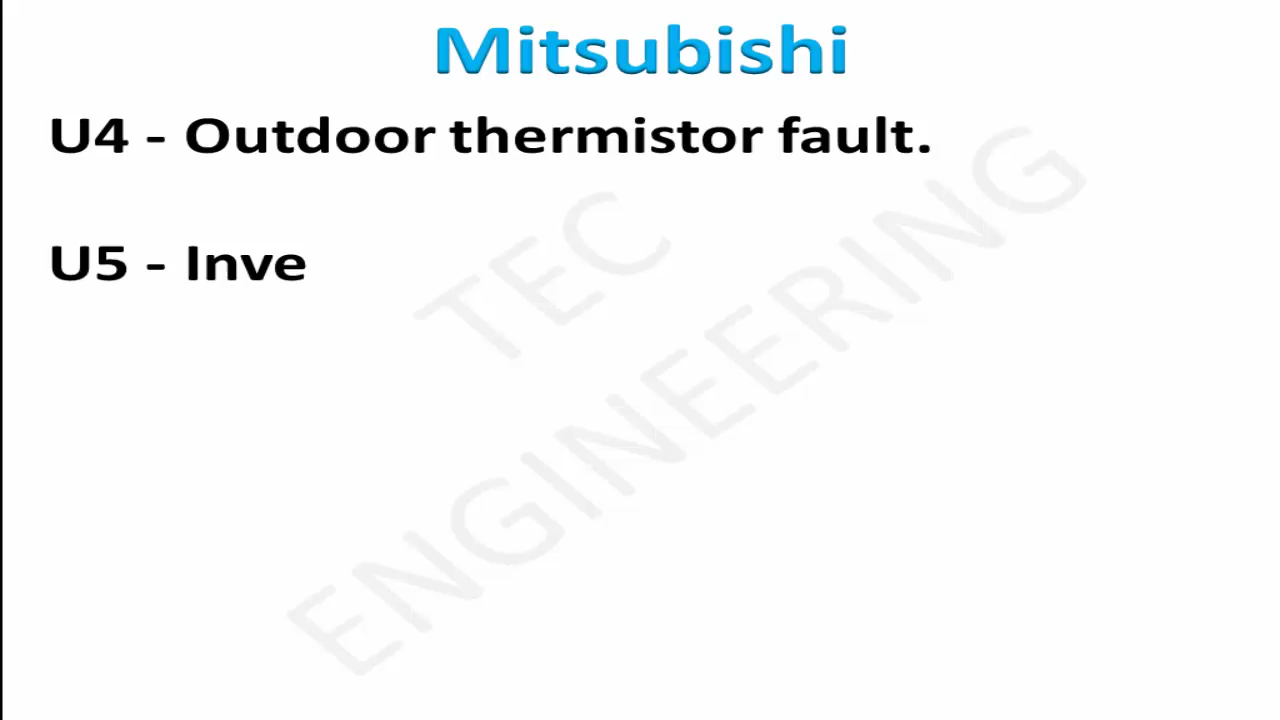 Mitsubishi
U4 - Outdoor thermistor fault.
U5 - Inve
TEC
ENGINEERING